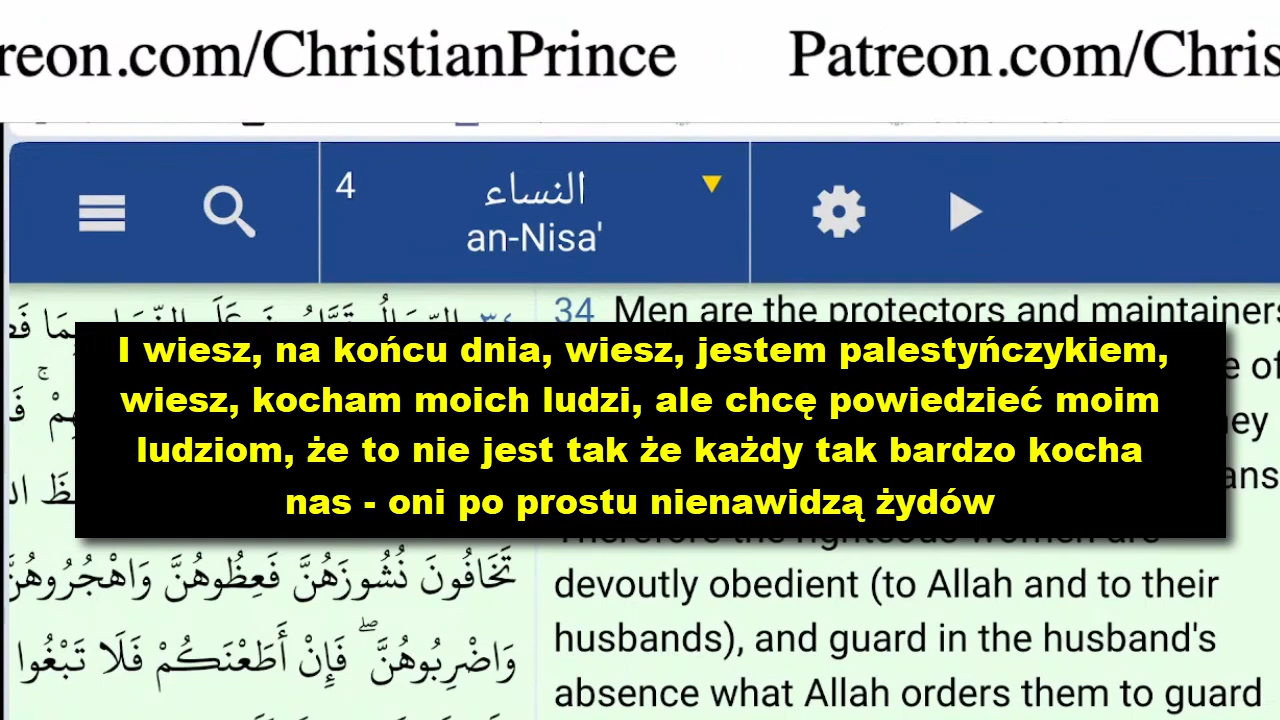 reon.com/ChristianPrince Patreon.com/Chris
4 النساء
an-Nisa'
34 Men are the protectors and maintainers
I wiesz, na końcu dnia, wiesz, jestem palestyńczykiem,
wiesz, kocham moich ludzi, ale chcę powiedzieć moim
ludziom, że to nie jest tak że każdy tak bardzo kocha
nas - oni po prostu nienawidzą żydów
تَخَافُونَ نُشُوزَهُنَّ فَعِظُوهُنَّ وَاهْجُرُوهُنَّ
وَاضْرِبُوهُنَّ ۖ فَإِنْ أَطَعْنَكُمْ فَلَا تَبْغُوا
devoutly obedient (to Allah and to their
husbands), and guard in the husband's
absence what Allah orders them to guard